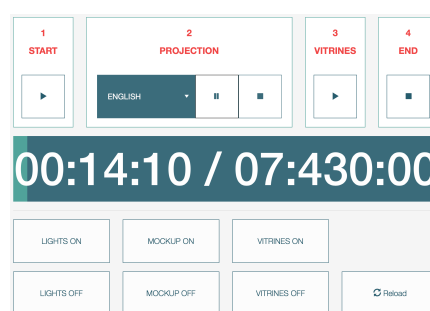 1 2 3 4
START PROJECTION VITRINES END
ENGLISH
00:14:10 / 07:430:00
LIGHTS ON MOCKUP ON VITRINES ON
LIGHTS OFF MOCKUP OFF VITRINES OFF Reload